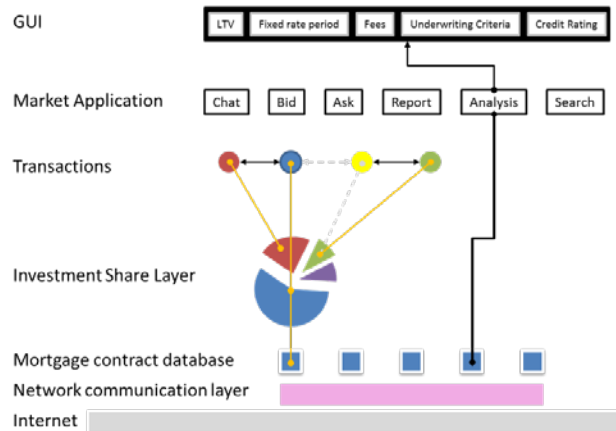 GUI
LTV
Fixed rate period
Fees
Underwriting Criteria
Credit Rating
Market Application
Chat
Bid
Ask
Report
Analysis
Search
Transactions
Investment Share Layer
Mortgage contract database
Network communication layer
Internet